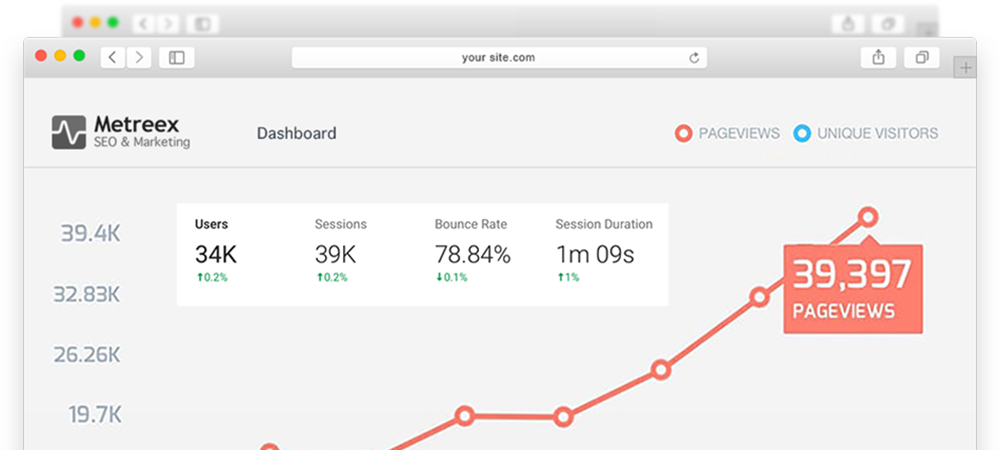 your site.com
Metreex
SEO & Marketing
Dashboard
PAGEVIEWS
UNIQUE VISITORS
Users
Sessions
Bounce Rate
Session Duration
34K
39K
78.84%
1m 09s
↑0.2%
↑0.2%
↓0.1%
↑1%
39.4K
32.83K
26.26K
19.7K
39,397
PAGEVIEWS